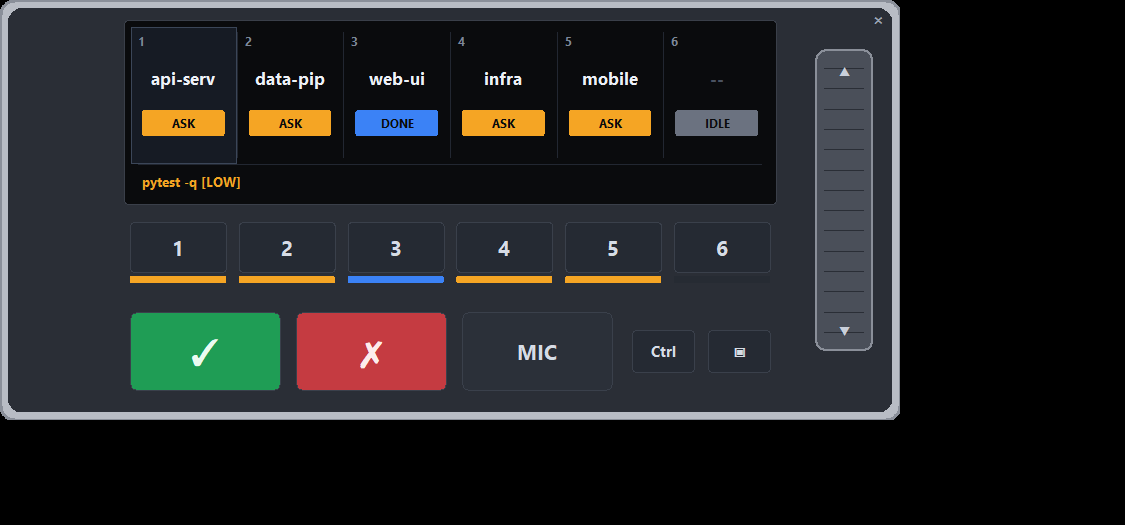 ×
1 2 3 4 5 6
api-serv data-pip web-ui infra mobile --
ASK ASK DONE ASK ASK IDLE
pytest -q [LOW]
1 2 3 4 5 6
✓ ✗ MIC Ctrl ▣
▲
▼